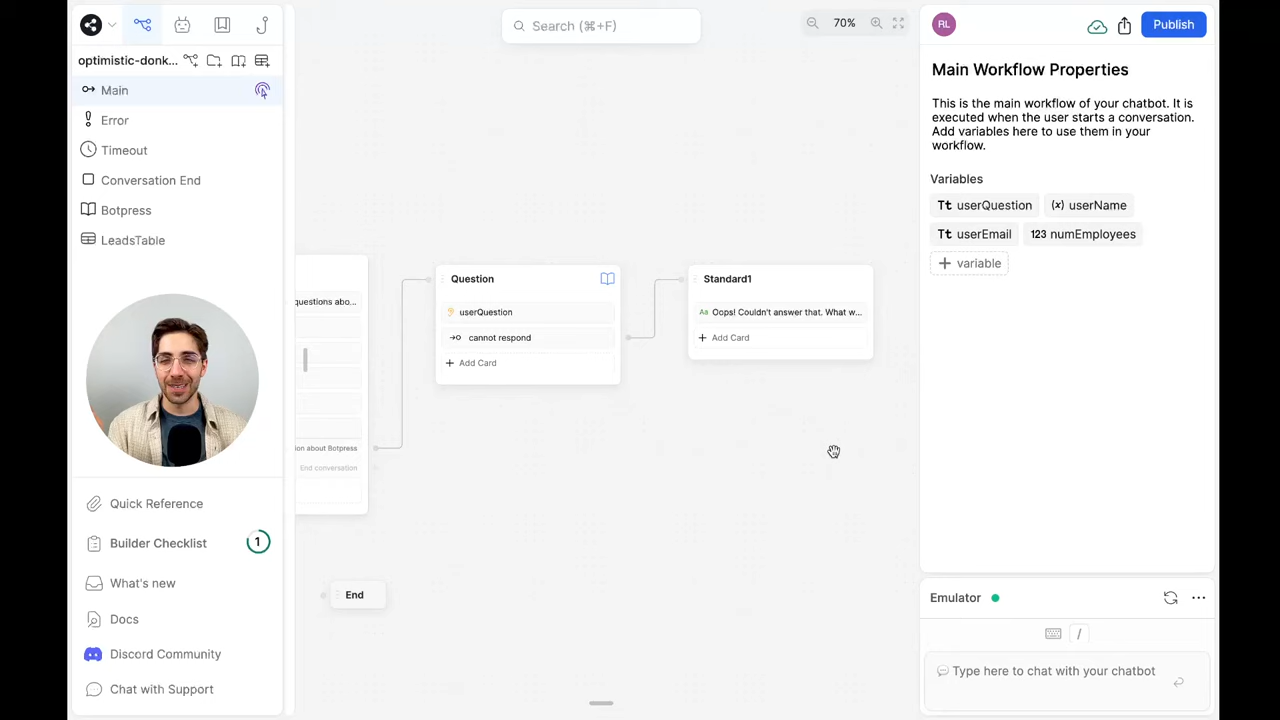 Search (⌘+F)
70%
RL
Publish
optimistic-donk...
Main
Error
Timeout
Conversation End
Botpress
LeadsTable
Quick Reference
Builder Checklist
1
What's new
Docs
Discord Community
Chat with Support
questions abo...
ion about Botpress
End conversation
End
Question
userQuestion
cannot respond
+ Add Card
Standard1
Aa Oops! Couldn't answer that. What w...
+ Add Card
Main Workflow Properties
This is the main workflow of your chatbot. It is
executed when the user starts a conversation.
Add variables here to use them in your
workflow.
Variables
Tt userQuestion
(x) userName
Tt userEmail
123 numEmployees
+ variable
Emulator
/
Type here to chat with your chatbot